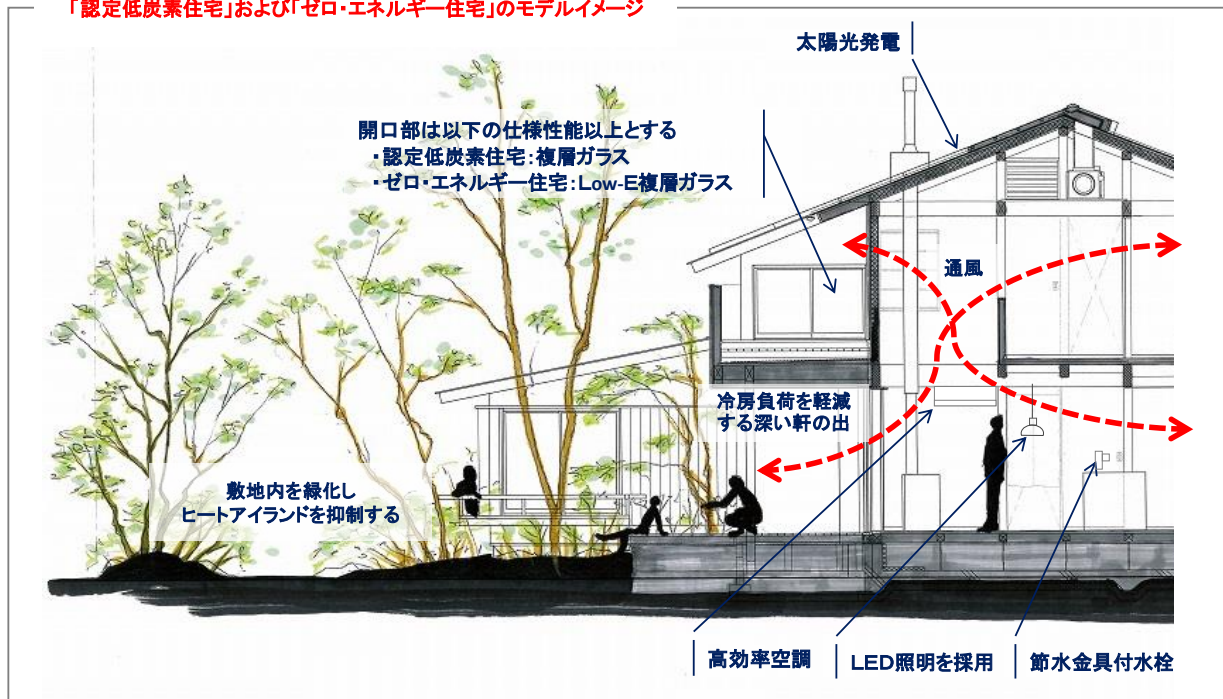 「認定低炭素住宅」および「ゼロ・エネルギー住宅」のモデルイメージ
太陽光発電
開口部は以下の仕様性能以上とする
・認定低炭素住宅：複層ガラス
・ゼロ・エネルギー住宅：Low-E複層ガラス
通風
冷房負荷を軽減
する深い軒の出
敷地内を緑化し
ヒートアイランドを抑制する
高効率空調
LED照明を採用
節水金具付水栓